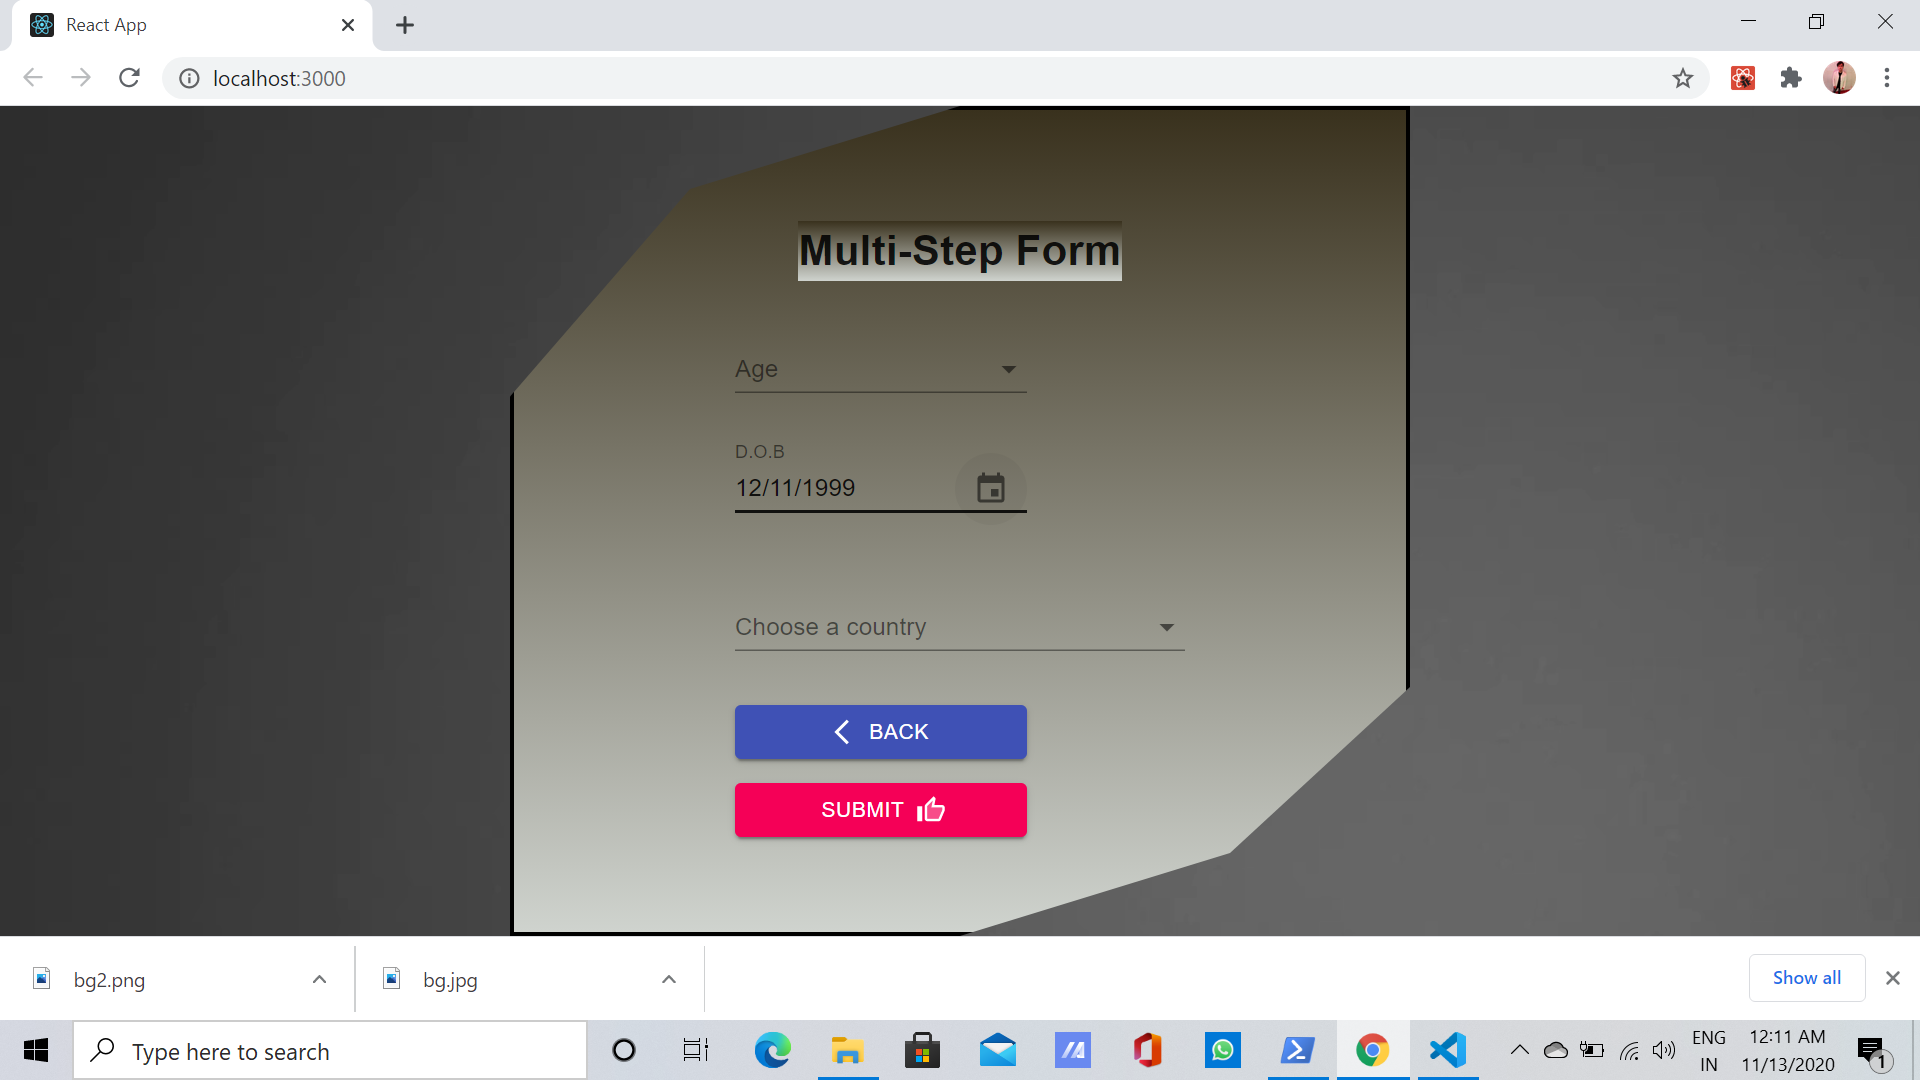 React App
localhost:3000
Multi-Step Form
Age
D.O.B
12/11/1999
Choose a country
BACK
SUBMIT
bg2.png
bg.jpg
Show all
Type here to search
ENG
IN
12:11 AM
11/13/2020
1